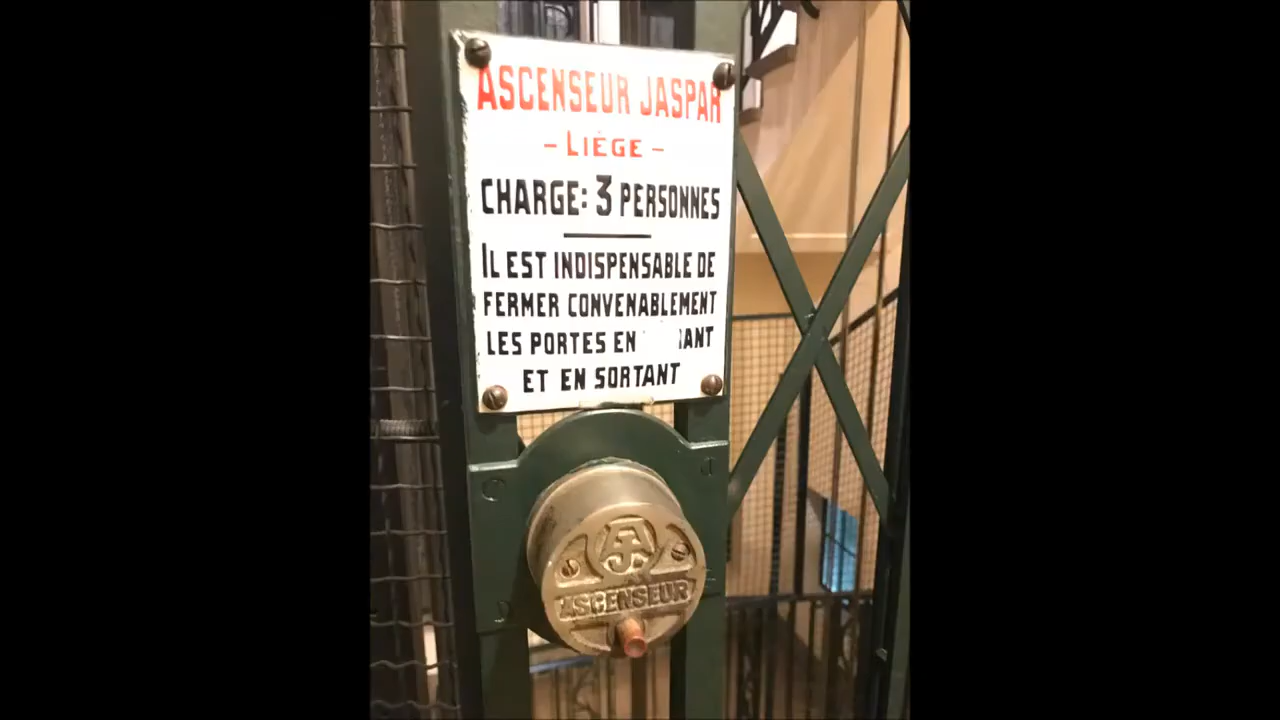 ASCENSEUR JASPAR
- LIÈGE -
CHARGE: 3 PERSONNES
IL EST INDISPENSABLE DE
FERMER CONVENABLEMENT
LES PORTES EN
ET EN SORTANT
AJ
ASCENSEUR